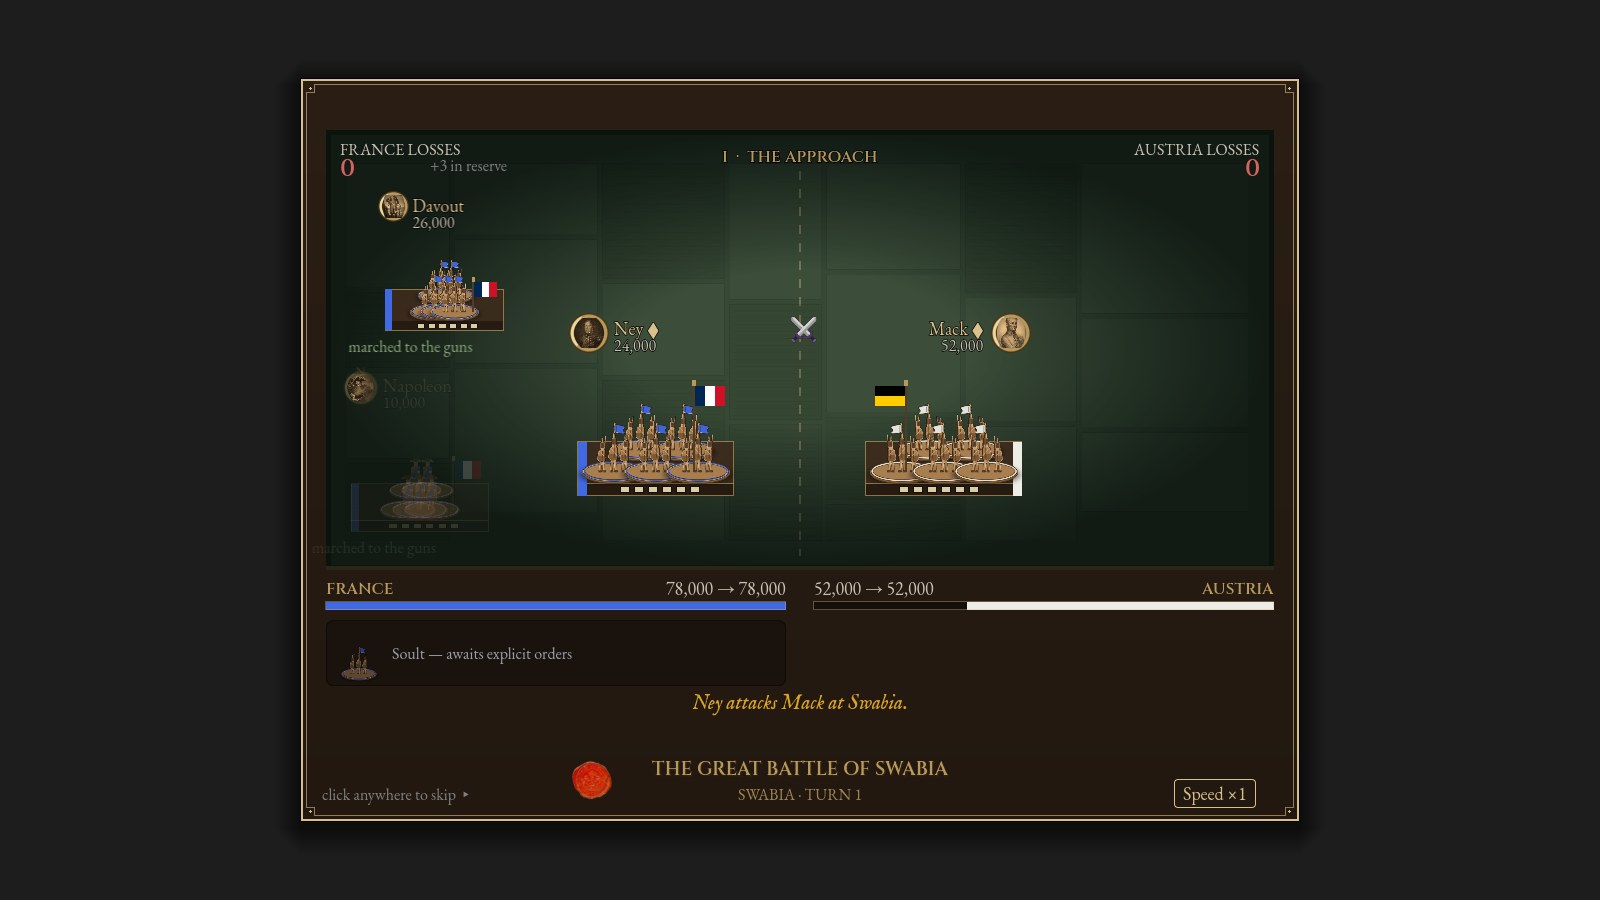 FRANCE LOSSES
0
+3 in reserve
I · THE APPROACH
AUSTRIA LOSSES
0
Davout
26,000
marched to the guns
Napoleon
10,000
marched to the guns
Ney
24,000
Mack
52,000
FRANCE
78,000 → 78,000
52,000 → 52,000
AUSTRIA
Soult — awaits explicit orders
Ney attacks Mack at Swabia.
THE GREAT BATTLE OF SWABIA
SWABIA · TURN 1
click anywhere to skip ▸
Speed ×1